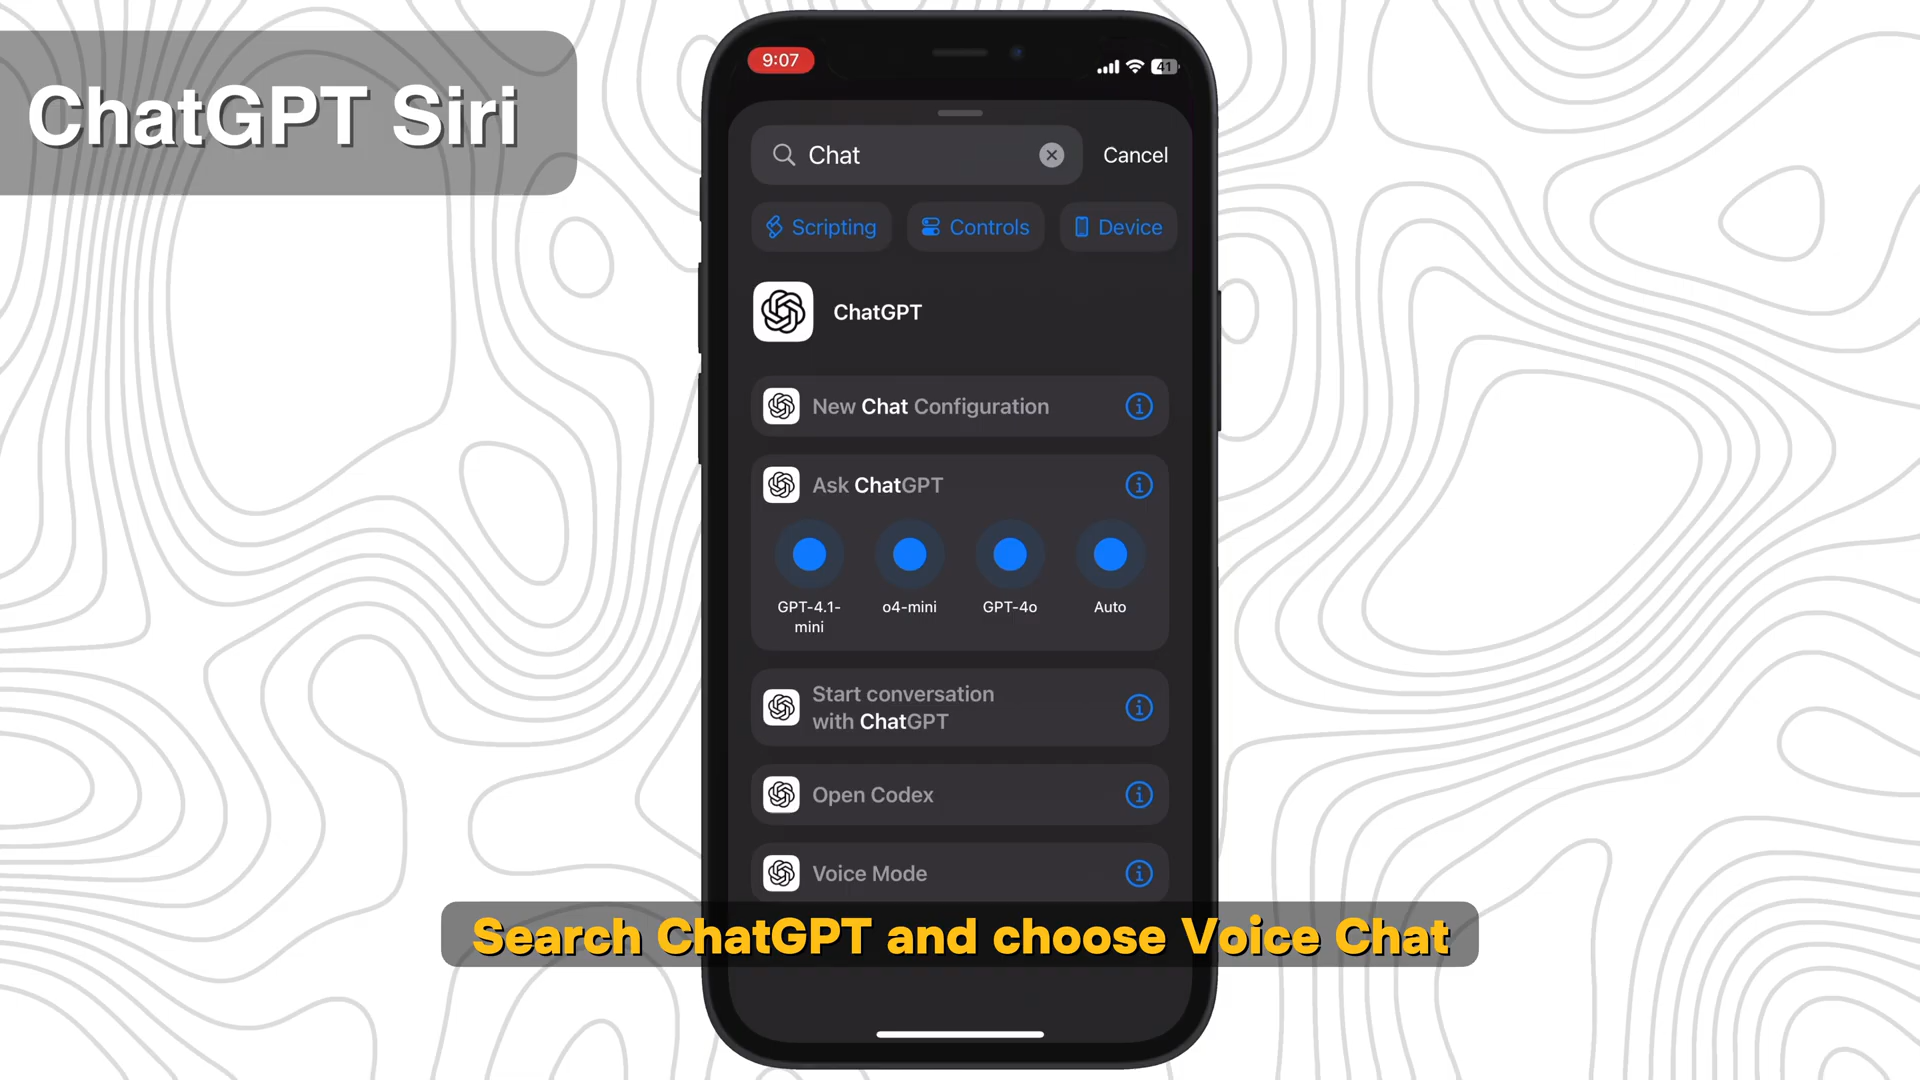 ChatGPT Siri
9:07
41
Chat
Cancel
Scripting
Controls
Device
ChatGPT
New Chat Configuration
Ask ChatGPT
GPT-4.1-
mini
o4-mini
GPT-4o
Auto
Start conversation
with ChatGPT
Open Codex
Voice Mode
Search ChatGPT and choose Voice Chat